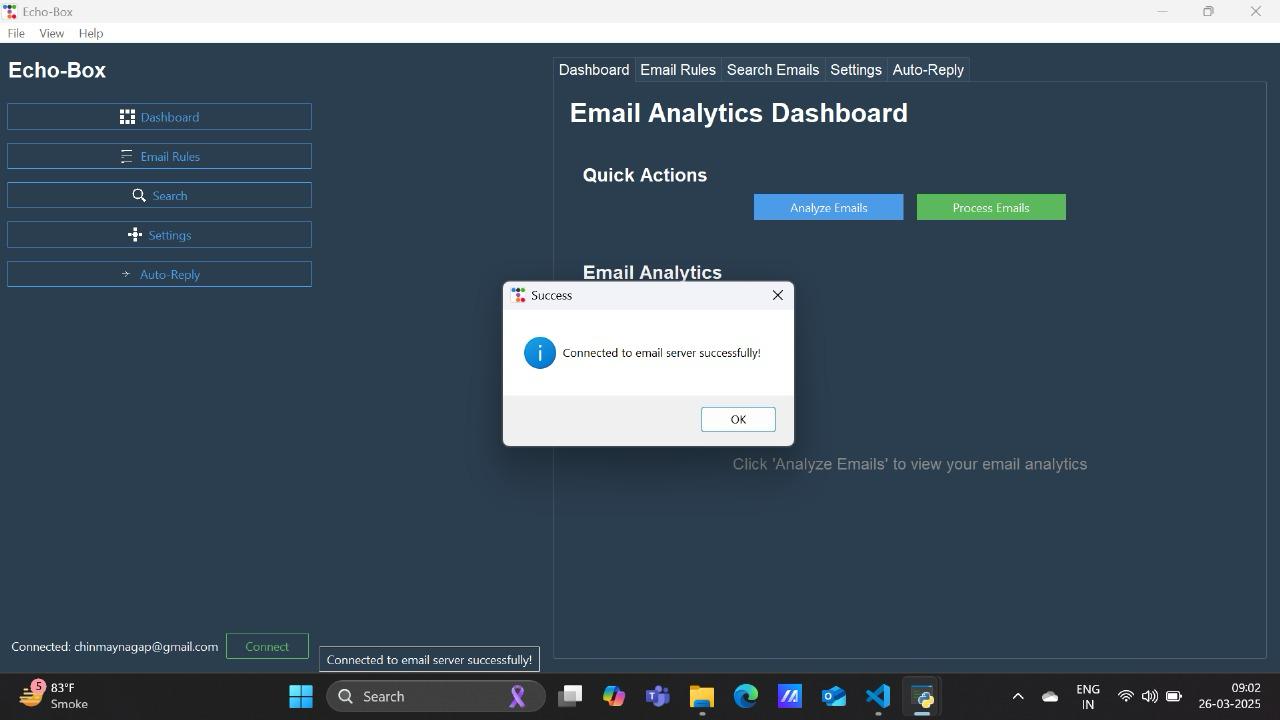 Echo-Box
File View Help
Echo-Box
Dashboard
Email Rules
Search
Settings
Auto-Reply
Dashboard Email Rules Search Emails Settings Auto-Reply
Email Analytics Dashboard
Quick Actions
Analyze Emails Process Emails
Email Analytics
Success
Connected to email server successfully!
OK
Click 'Analyze Emails' to view your email analytics
Connected: chinmaynagap@gmail.com Connect
Connected to email server successfully!
5
83°F
Smoke
Search
ENG
IN
09:02
26-03-2025